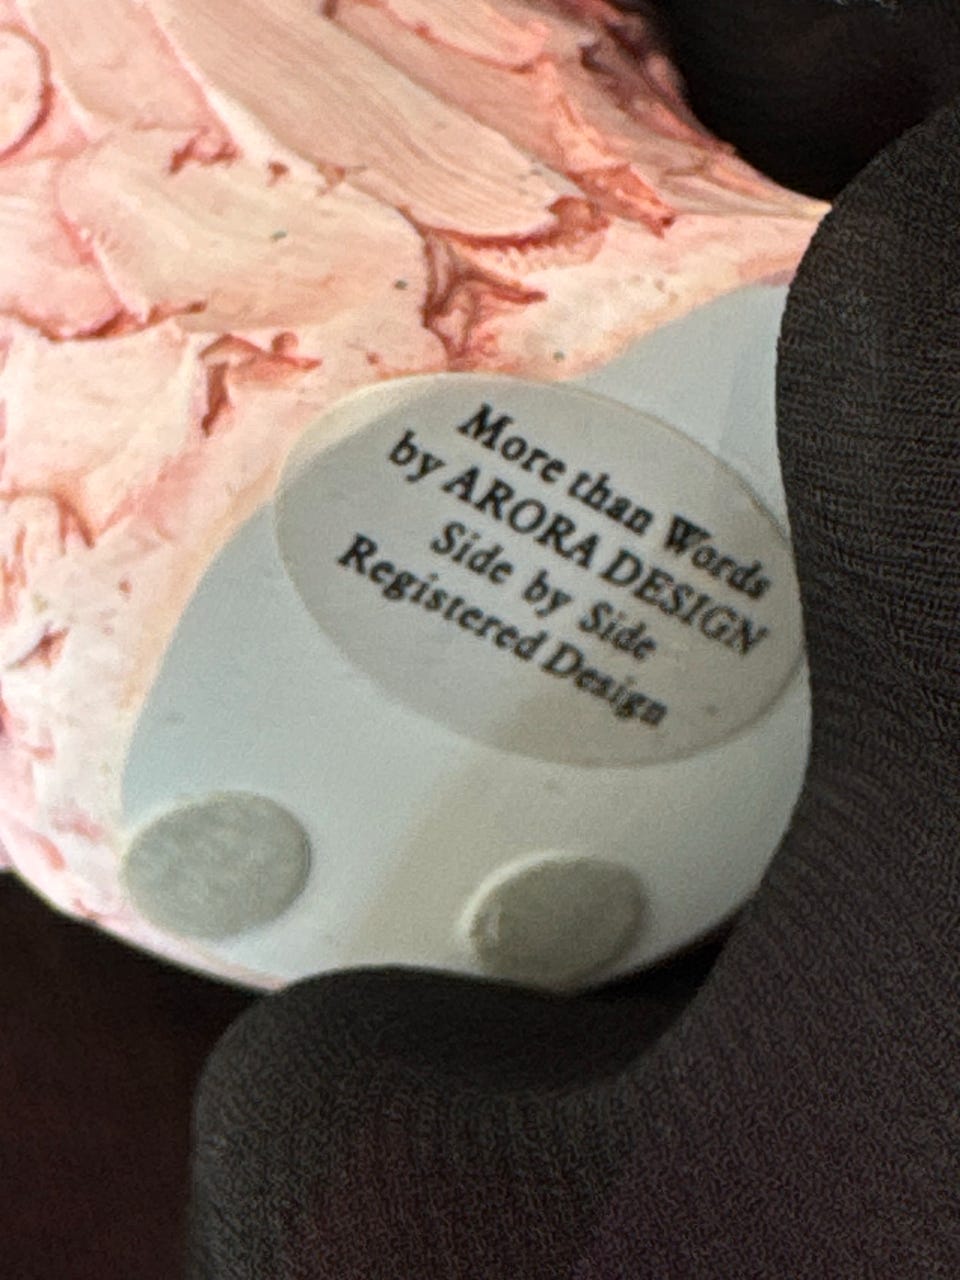 More than Words
by ARORA DESIGN
Side by Side
Registered Design